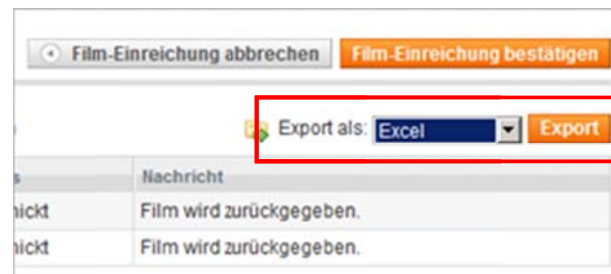 Film-Einreichung abbrechen Film-Einreichung bestätigen
Export als: Excel Export
Nachricht
Film wird zurückgegeben.
Film wird zurückgegeben.